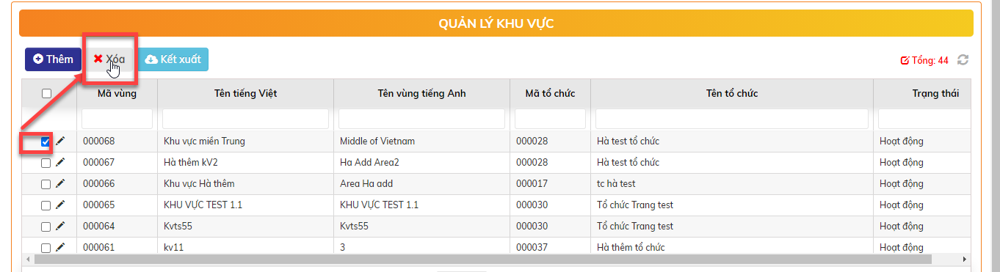 QUẢN LÝ KHU VỰC
Thêm Xóa Kết xuất Tổng: 44
Mã vùng Tên tiếng Việt Tên vùng tiếng Anh Mã tổ chức Tên tổ chức Trạng thái
000068 Khu vực miền Trung Middle of Vietnam 000028 Hà test tổ chức Hoạt động
000067 Hà thêm kV2 Ha Add Area2 000028 Hà test tổ chức Hoạt động
000066 Khu vực Hà thêm Area Ha add 000017 tc hà test Hoạt động
000065 KHU VỰC TEST 1.1 KHU VỰC TEST 1.1 000030 Tổ chức Trang test Hoạt động
000064 Kvts55 Kvts55 000030 Tổ chức Trang test Hoạt động
000061 kv11 3 000037 Hà thêm tổ chức Hoạt động